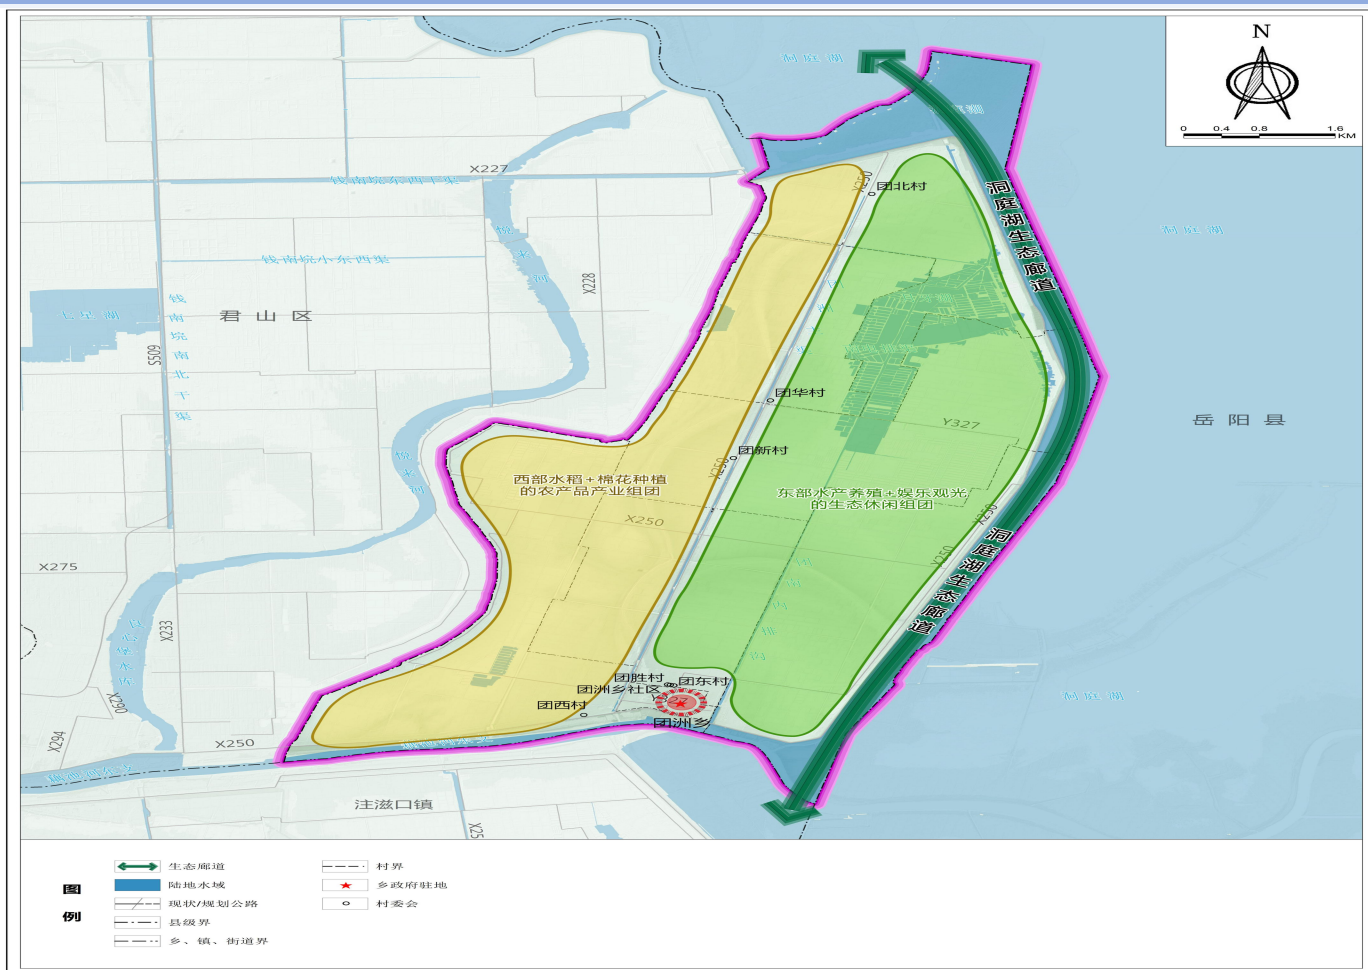 N
0 0.4 0.8 1.6
KM
洞庭湖
X227
钱南垸东西干渠
X250
团北村
洞庭湖生态廊道
洞庭湖
钱南垸小东西渠
X228
七星湖
钱南垸南北干渠
君山区
S509
团华村
岳阳县
Y327
团新村
X250
西部水稻+棉花种植
的农产品产业组团
东部水产养殖+娱乐观光
的生态休闲组团
X250
X250
X250
洞庭湖生态廊道
X275
X233
X290
X294
X250
团胜村
团东村
团洲乡社区
团西村
团洲乡
洞庭湖
注滋口镇
图例
生态廊道
陆地水域
现状/规划公路
县级界
乡、镇、街道界
村界
乡政府驻地
村委会